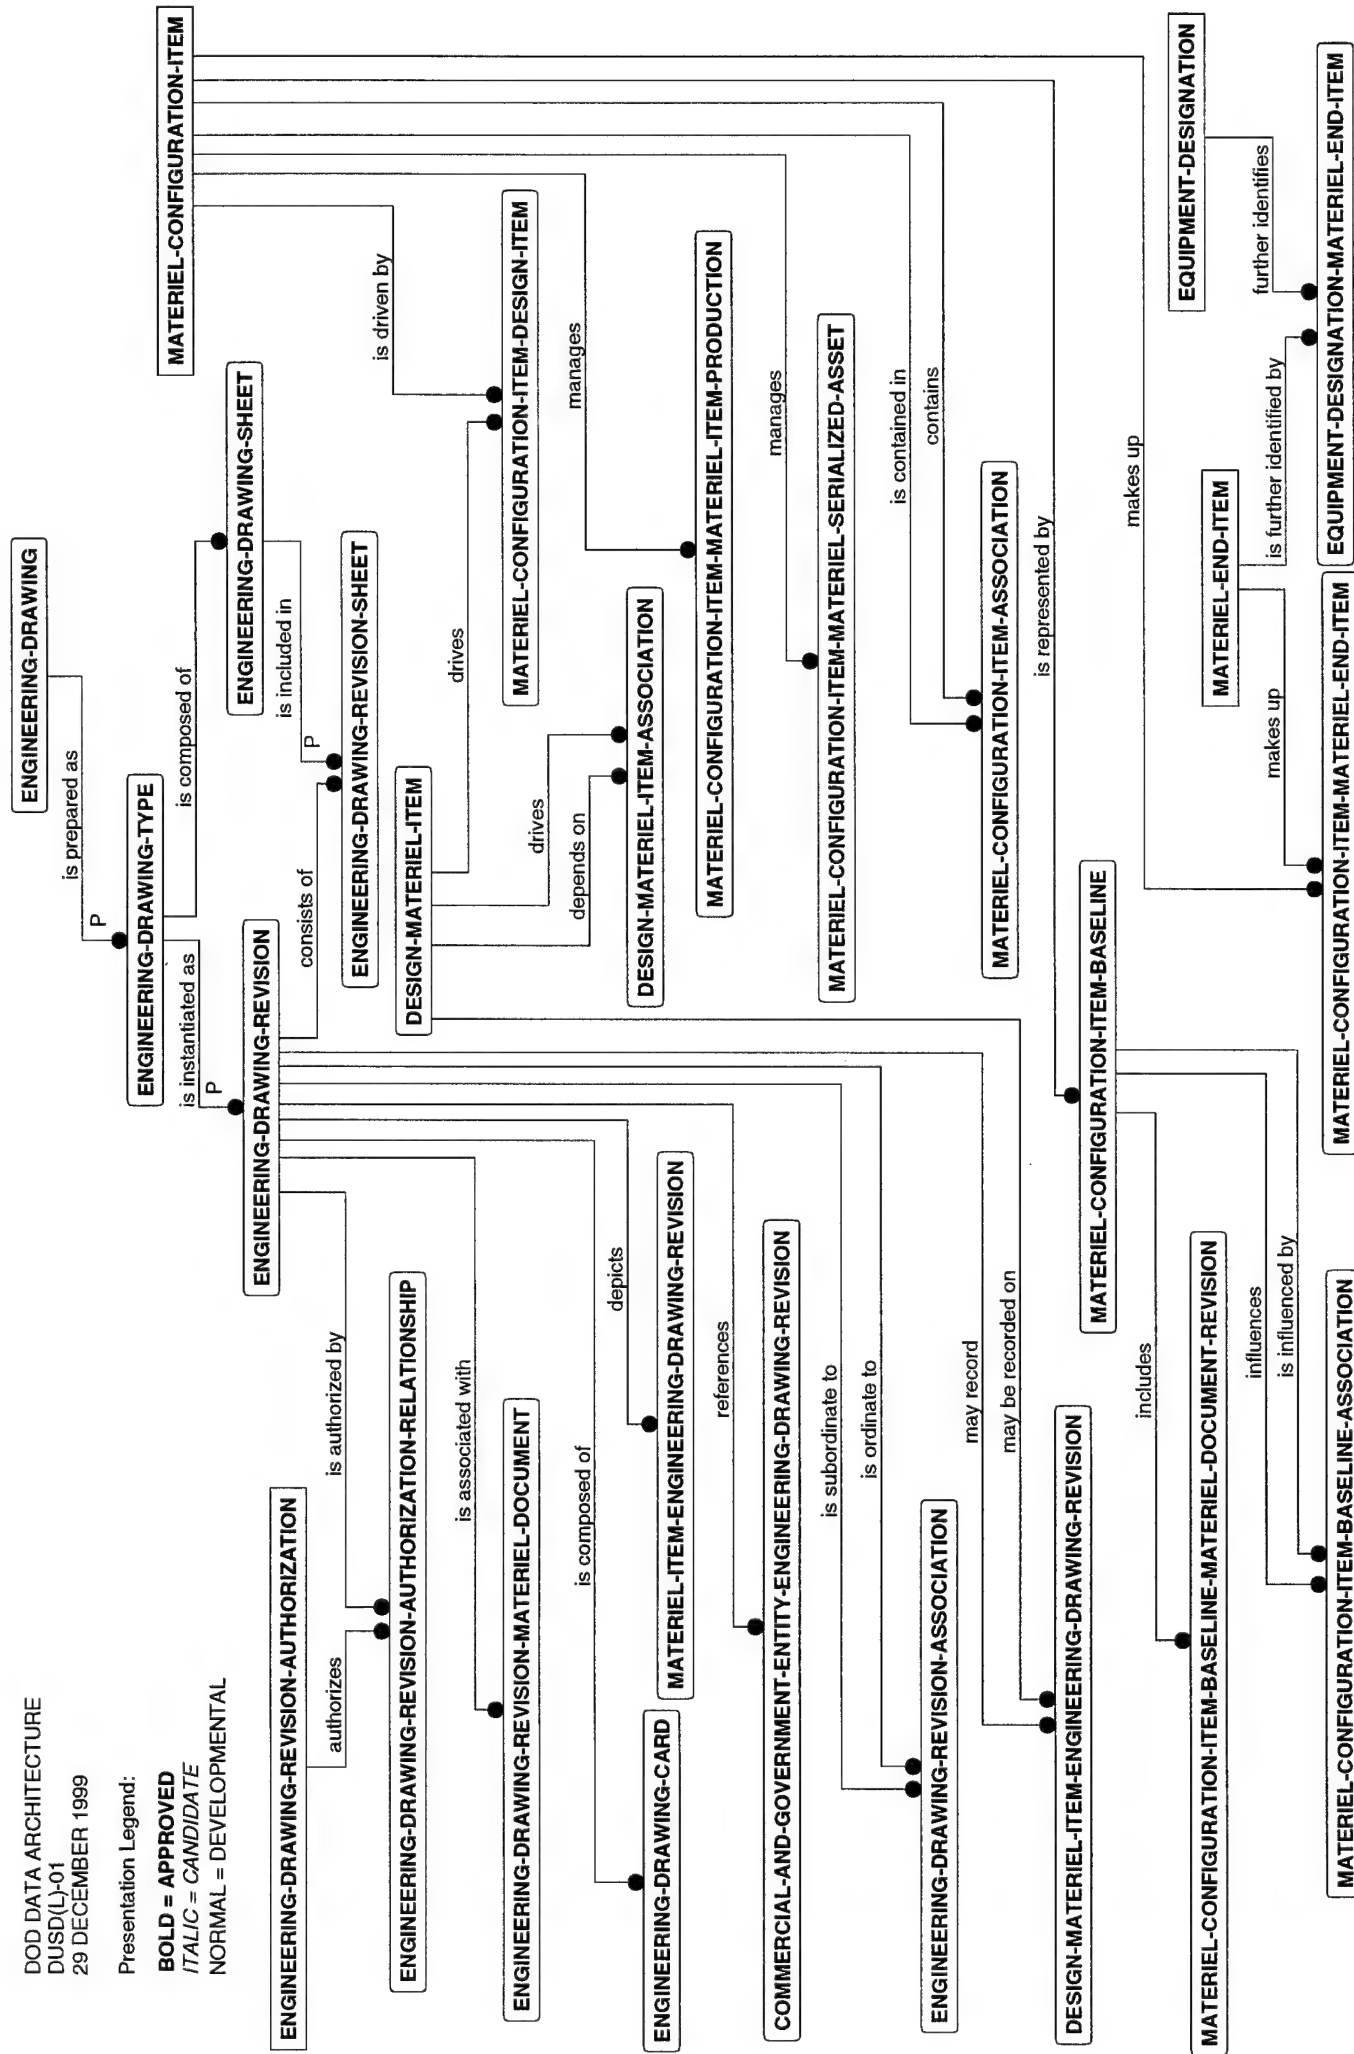 DOD DATA ARCHITECTURE
DUSD(L)-01
29 DECEMBER 1999
Presentation Legend:
BOLD = APPROVED
ITALIC = CANDIDATE
NORMAL = DEVELOPMENTAL
ENGINEERING-DRAWING
is prepared as
P
ENGINEERING-DRAWING-TYPE
is composed of
is instantiated as
P
MATERIEL-CONFIGURATION-ITEM
ENGINEERING-DRAWING-SHEET
is included in
P
ENGINEERING-DRAWING-REVISION
consists of
ENGINEERING-DRAWING-REVISION-SHEET
ENGINEERING-DRAWING-REVISION-AUTHORIZATION
authorizes
is authorized by
ENGINEERING-DRAWING-REVISION-AUTHORIZATION-RELATIONSHIP
DESIGN-MATERIEL-ITEM
drives
is driven by
MATERIEL-CONFIGURATION-ITEM-DESIGN-ITEM
is associated with
ENGINEERING-DRAWING-REVISION-MATERIEL-DOCUMENT
drives
depends on
DESIGN-MATERIEL-ITEM-ASSOCIATION
manages
MATERIEL-CONFIGURATION-ITEM-MATERIEL-ITEM-PRODUCTION
is composed of
ENGINEERING-DRAWING-CARD
depicts
MATERIEL-ITEM-ENGINEERING-DRAWING-REVISION
references
COMMERCIAL-AND-GOVERNMENT-ENTITY-ENGINEERING-DRAWING-REVISION
manages
MATERIEL-CONFIGURATION-ITEM-MATERIEL-SERIALIZED-ASSET
is subordinate to
is ordinate to
ENGINEERING-DRAWING-REVISION-ASSOCIATION
is contained in
contains
MATERIEL-CONFIGURATION-ITEM-ASSOCIATION
may record
may be recorded on
DESIGN-MATERIEL-ITEM-ENGINEERING-DRAWING-REVISION
is represented by
MATERIEL-CONFIGURATION-ITEM-BASELINE
includes
MATERIEL-CONFIGURATION-ITEM-BASELINE-MATERIEL-DOCUMENT-REVISION
influences
is influenced by
MATERIEL-CONFIGURATION-ITEM-BASELINE-ASSOCIATION
makes up
MATERIEL-END-ITEM
makes up
is further identified by
EQUIPMENT-DESIGNATION
further identifies
MATERIEL-CONFIGURATION-ITEM-MATERIEL-END-ITEM
EQUIPMENT-DESIGNATION-MATERIEL-END-ITEM